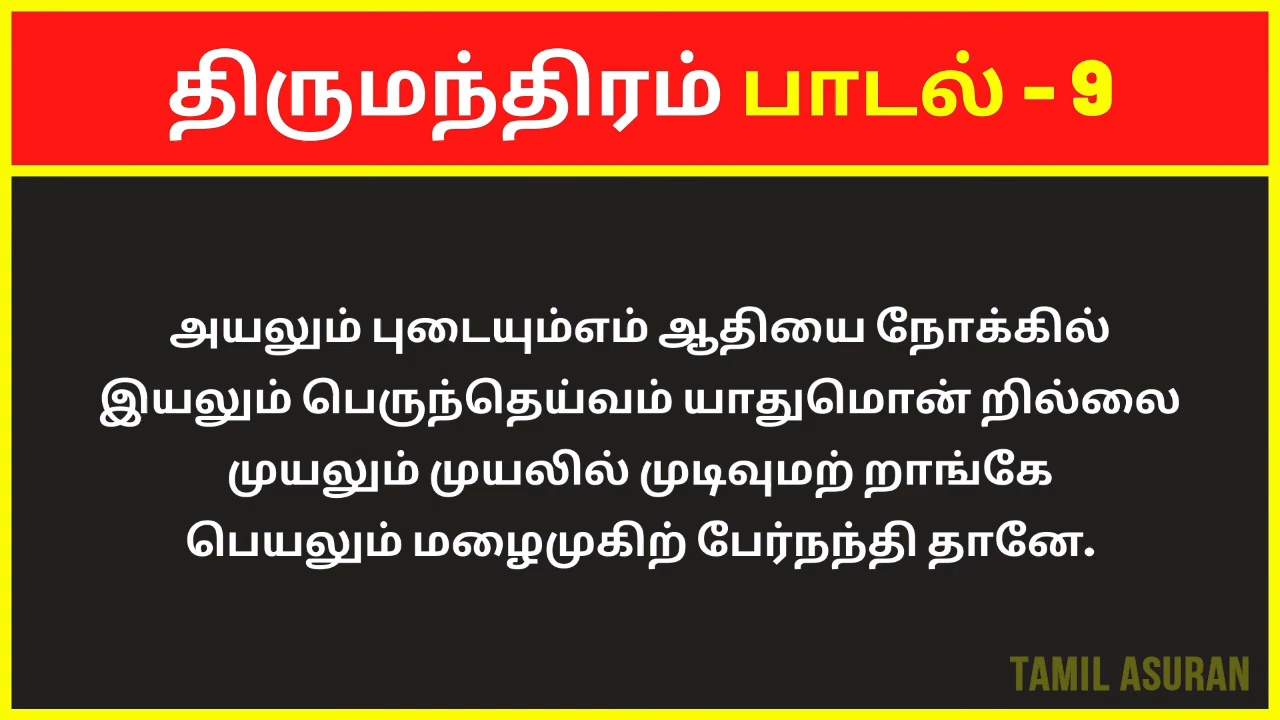 திருமந்திரம் பாடல் - 9
அயலும் புடையும்எம் ஆதியை நோக்கில்
இயலும் பெருந்தெய்வம் யாதுமொன் றில்லை
முயலும் முயலில் முடிவுமற் றாங்கே
பெயலும் மழைமுகிற் பேர்நந்தி தானே.
TAMIL ASURAN